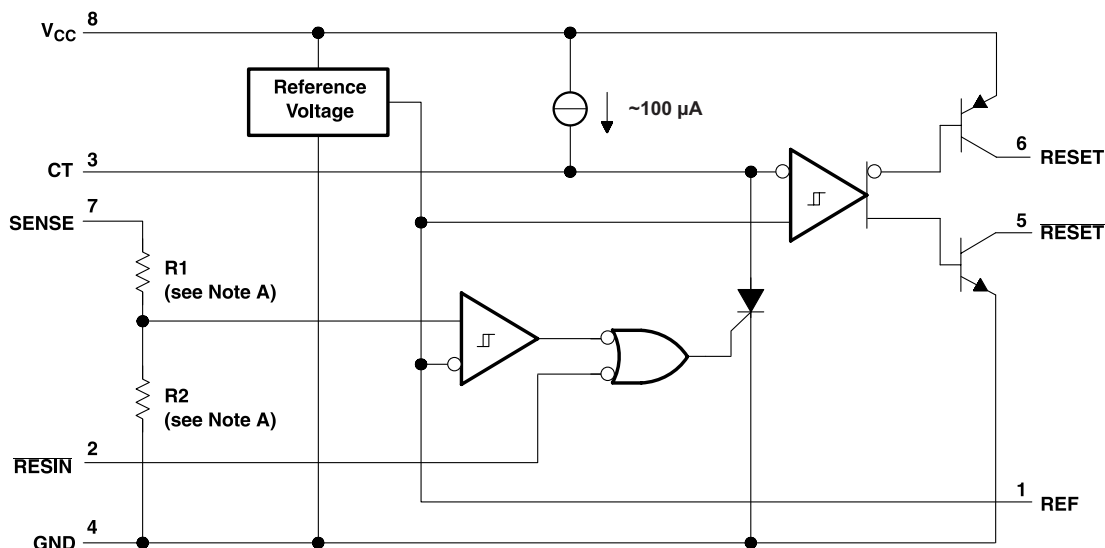 VCC 8
Reference
Voltage
~100 µA
CT 3
6 RESET
SENSE 7
5 RESET
R1
(see Note A)
R2
(see Note A)
RESIN 2
1 REF
GND 4